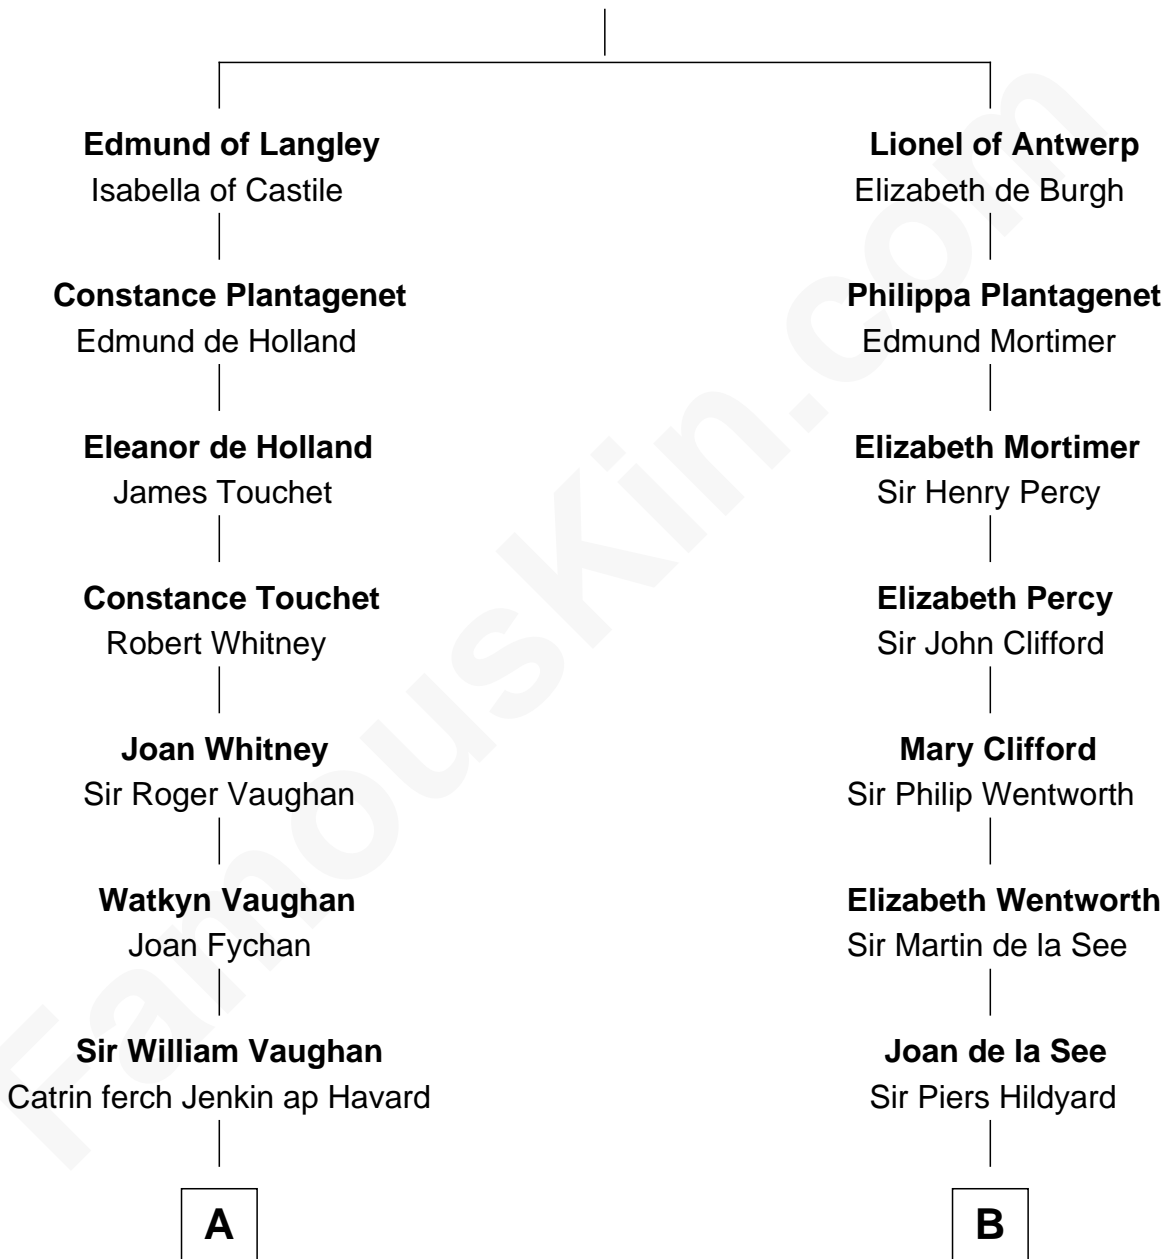 Edmund of Langley
Isabella of Castile
Constance Plantagenet
Edmund de Holland
Eleanor de Holland
James Touchet
Constance Touchet
Robert Whitney
Joan Whitney
Sir Roger Vaughan
Watkyn Vaughan
Joan Fychan
Sir William Vaughan
Catrin ferch Jenkin ap Havard
A
Lionel of Antwerp
Elizabeth de Burgh
Philippa Plantagenet
Edmund Mortimer
Elizabeth Mortimer
Sir Henry Percy
Elizabeth Percy
Sir John Clifford
Mary Clifford
Sir Philip Wentworth
Elizabeth Wentworth
Sir Martin de la See
Joan de la See
Sir Piers Hildyard
B
FamousKin.com